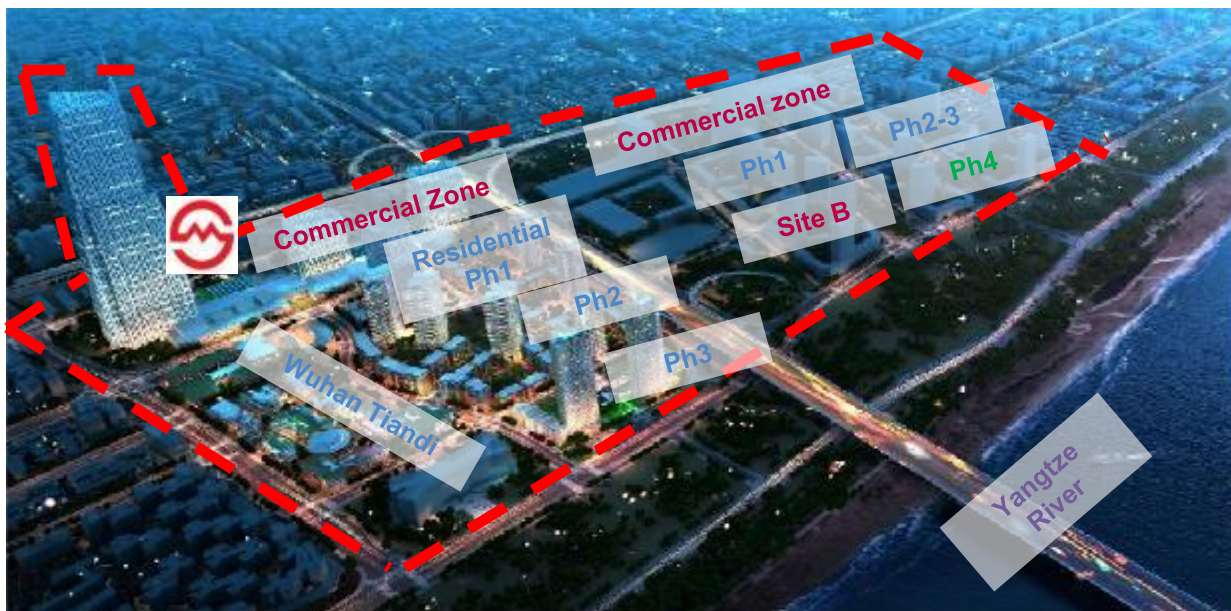 Commercial zone
Ph2-3
Ph1
Ph4
Commercial Zone
Site B
Residential
Ph1
Ph2
Ph3
Wuhan Tiandi
Yangtze
River